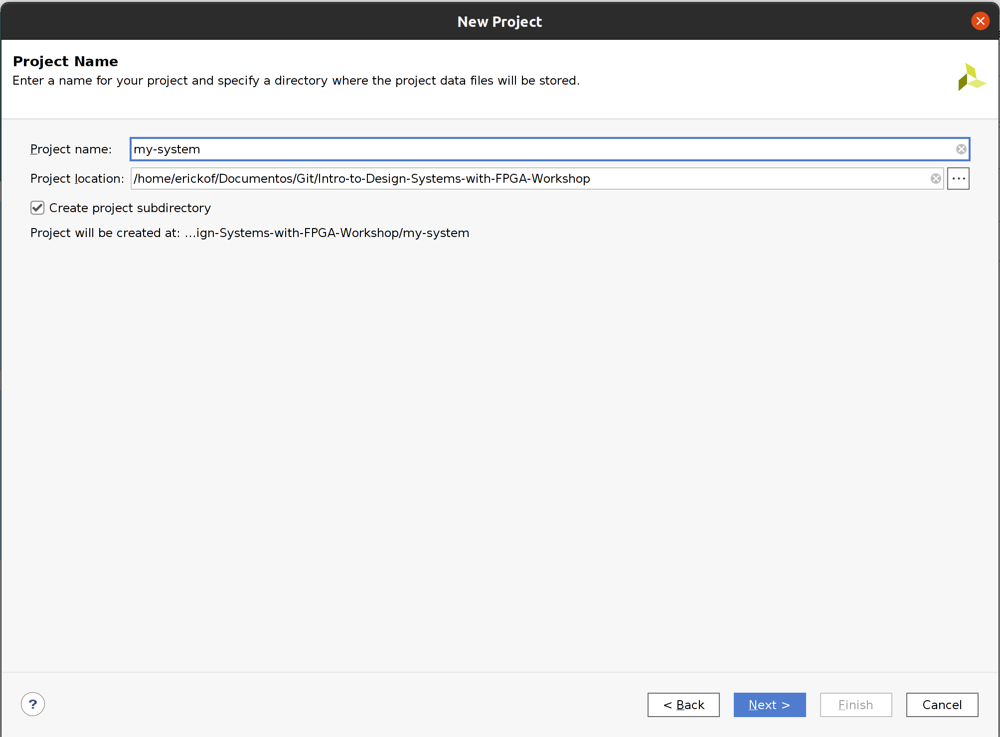 New Project
Project Name
Enter a name for your project and specify a directory where the project data files will be stored.
Project name: my-system
Project location: /home/erickof/Documentos/Git/Intro-to-Design-Systems-with-FPGA-Workshop ...
Create project subdirectory
Project will be created at: ...ign-Systems-with-FPGA-Workshop/my-system
? < Back Next > Finish Cancel